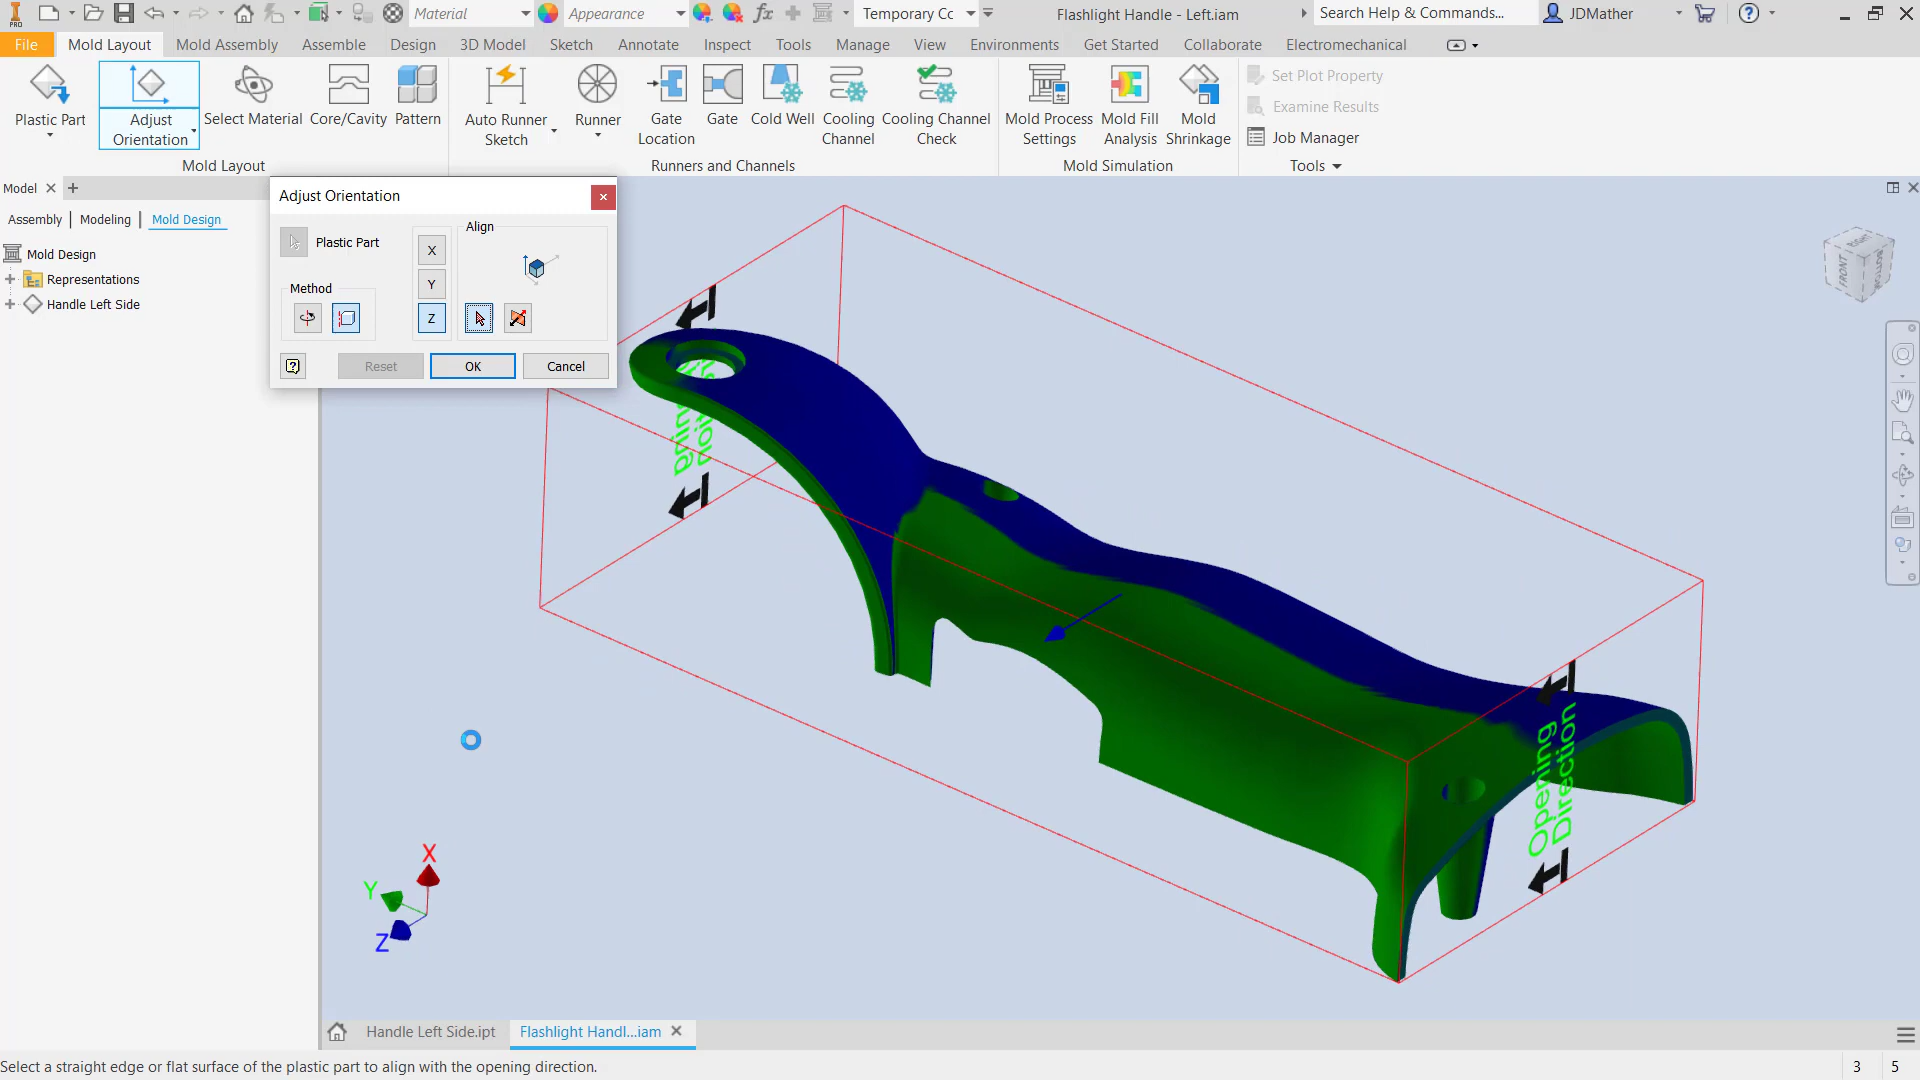 PRO
Material
Appearance
fx
Temporary Cc
Flashlight Handle - Left.iam
Search Help & Commands...
JDMather
File
Mold Layout
Mold Assembly
Assemble
Design
3D Model
Sketch
Annotate
Inspect
Tools
Manage
View
Environments
Get Started
Collaborate
Electromechanical
Plastic Part
Adjust
Orientation
Select Material
Core/Cavity
Pattern
Auto Runner
Sketch
Runner
Gate
Location
Gate
Cold Well
Cooling
Channel
Cooling Channel
Check
Mold Process
Settings
Mold Fill
Analysis
Mold
Shrinkage
Set Plot Property
Examine Results
Job Manager
Mold Layout
Runners and Channels
Mold Simulation
Tools
Model
Assembly
Modeling
Mold Design
Mold Design
Representations
Handle Left Side
Adjust Orientation
Plastic Part
Method
X
Y
Z
Align
Reset
OK
Cancel
FRONT
RIGHT
BOTTOM
Opening
Direction
X
Y
Z
Handle Left Side.ipt
Flashlight Handl...iam
Select a straight edge or flat surface of the plastic part to align with the opening direction.
3
5